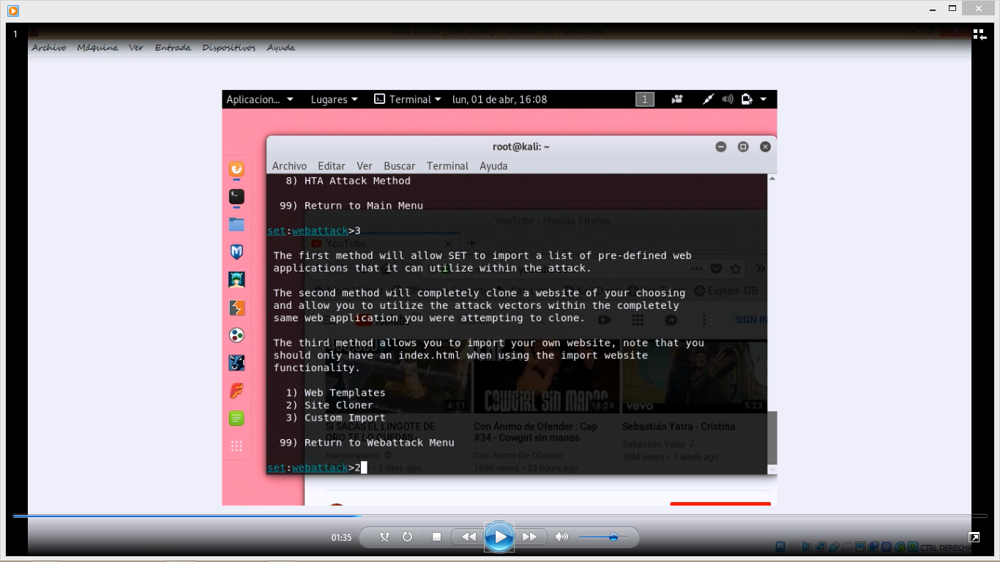 1
Archivo Máquina Ver Entrada Dispositivos Ayuda
Aplicacion... Lugares Terminal lun, 01 de abr, 16:08 1
root@kali: ~
Archivo Editar Ver Buscar Terminal Ayuda
8) HTA Attack Method
99) Return to Main Menu
YouTube - Mozilla Firefox
set:webattack>3
YouTube
The first method will allow SET to import a list of pre-defined web
applications that it can utilize within the attack.
Exploit-DB
The second method will completely clone a website of your choosing
and allow you to utilize the attack vectors within the completely
same web application you were attempting to clone.
SIGN IN
The third method allows you to import your own website, note that you
should only have an index.html when using the import website
functionality.
1) Web Templates
2) Site Cloner
3) Custom Import
4:11
COWGIRL SIN MANOS
18:28
vevo
5:23
SI SACAS EL LINGOTE DE
ORO TE LO QUEDAS -
Con Ánimo de Ofender : Cap
#34 - Cowgirl sin manos
Sebastián Yatra - Cristina
99) Return to Webattack Menu
Homosapiens
3 days ago
Con Animo De Ofender
169K views • 23 hours ago
Sebastián Yatra
36M views • 1 week ago
set:webattack>2
01:35
CTRL DERECHA